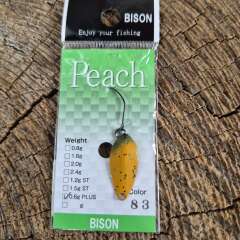 BISON
Enjoy your fishing
Peach
Weight
0.8g
1.6g
2.0g
2.4g
1.2g ST
1.5g ST
0.6g PLUS
g
Color
83
BISON